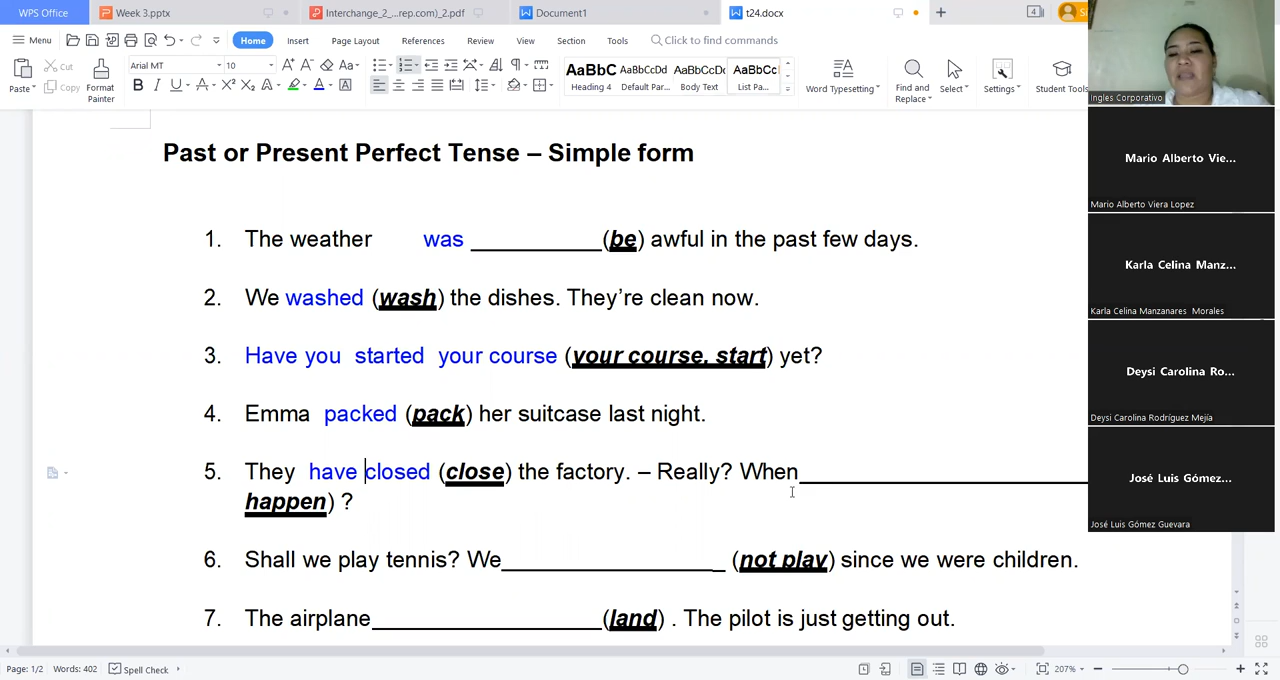 WPS Office Week 3.pptx Interchange_2_...rep.com)_2.pdf Document1 t24.docx
Menu Home Insert Page Layout References Review View Section Tools Click to find commands
Paste Cut Copy Format Painter Arial MT 10 AaBbC Heading 4 AaBbCcDd Default Par... AaBbCcDc Body Text AaBbCcI List Pa... Word Typesetting Find and Replace Select Settings Student Tools
Ingles Corporativo
Past or Present Perfect Tense – Simple form
Mario Alberto Vie...
Mario Alberto Viera Lopez
1. The weather was ___________(be) awful in the past few days.
Karla Celina Manz...
2. We washed (wash) the dishes. They’re clean now.
Karla Celina Manzanares Morales
3. Have you started your course (your course, start) yet?
Deysi Carolina Ro...
4. Emma packed (pack) her suitcase last night.
Deysi Carolina Rodríguez Mejía
5. They have closed (close) the factory. – Really? When________________________
José Luis Gómez...
happen) ?
José Luis Gómez Guevara
6. Shall we play tennis? We___________________ (not play) since we were children.
7. The airplane___________________(land) . The pilot is just getting out.
Page: 1/2 Words: 402 Spell Check 207%